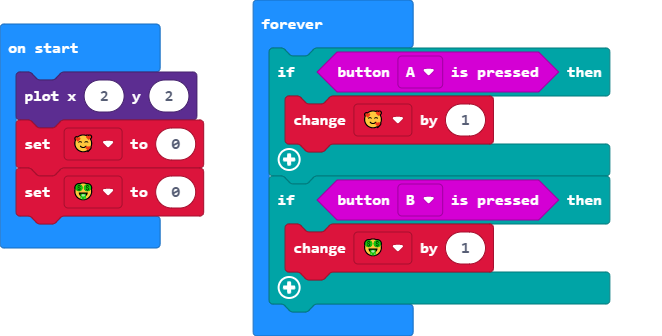 on start
plot x 2 y 2
set 🥰 to 0
set 🤑 to 0
forever
if button A is pressed then
change 🥰 by 1
if button B is pressed then
change 🤑 by 1